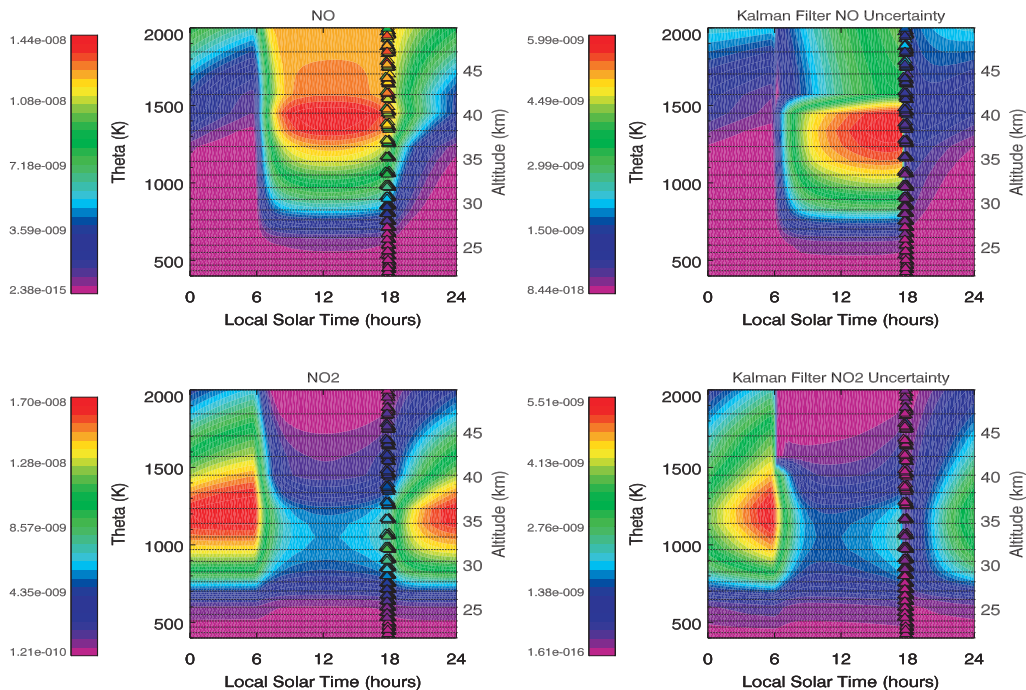 NO
1.44e-008
1.08e-008
7.18e-009
3.59e-009
2.38e-015
Theta (K)
2000
1500
1000
500
45
40
35
30
25
Altitude (km)
0 6 12 18 24
Local Solar Time (hours)
Kalman Filter NO Uncertainty
5.99e-009
4.49e-009
2.99e-009
1.50e-009
8.44e-018
Theta (K)
2000
1500
1000
500
45
40
35
30
25
Altitude (km)
0 6 12 18 24
Local Solar Time (hours)
NO2
1.70e-008
1.28e-008
8.57e-009
4.35e-009
1.21e-010
Theta (K)
2000
1500
1000
500
45
40
35
30
25
Altitude (km)
0 6 12 18 24
Local Solar Time (hours)
Kalman Filter NO2 Uncertainty
5.51e-009
4.13e-009
2.76e-009
1.38e-009
1.61e-016
Theta (K)
2000
1500
1000
500
45
40
35
30
25
Altitude (km)
0 6 12 18 24
Local Solar Time (hours)